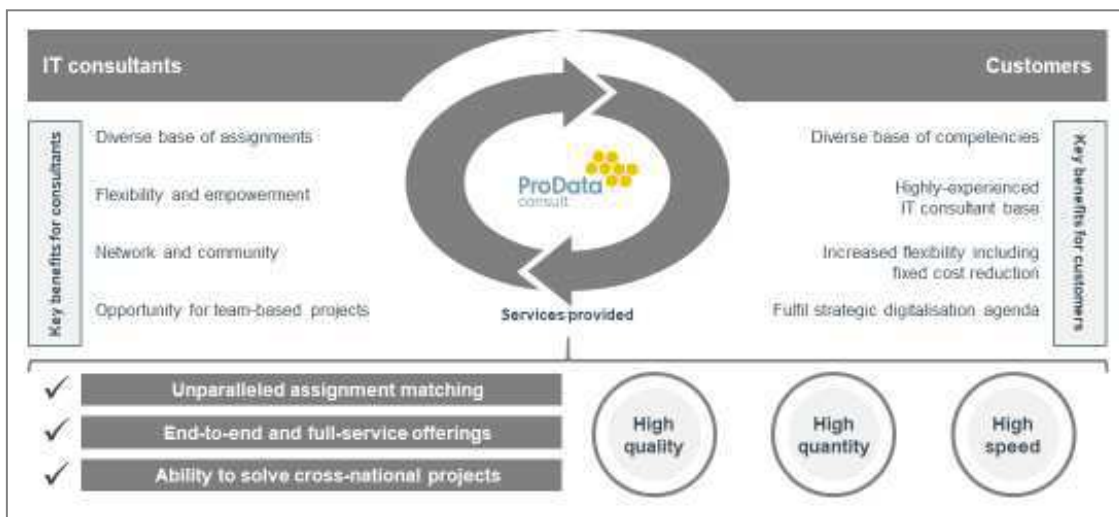 IT consultants
Customers
Key benefits for consultants
Diverse base of assignments
Flexibility and empowerment
Network and community
Opportunity for team-based projects
ProData
consult
Services provided
Diverse base of competencies
Highly-experienced
IT consultant base
Increased flexibility including
fixed cost reduction
Fulfil strategic digitalisation agenda
Key benefits for customers
Unparalleled assignment matching
End-to-end and full-service offerings
Ability to solve cross-national projects
High
quality
High
quantity
High
speed